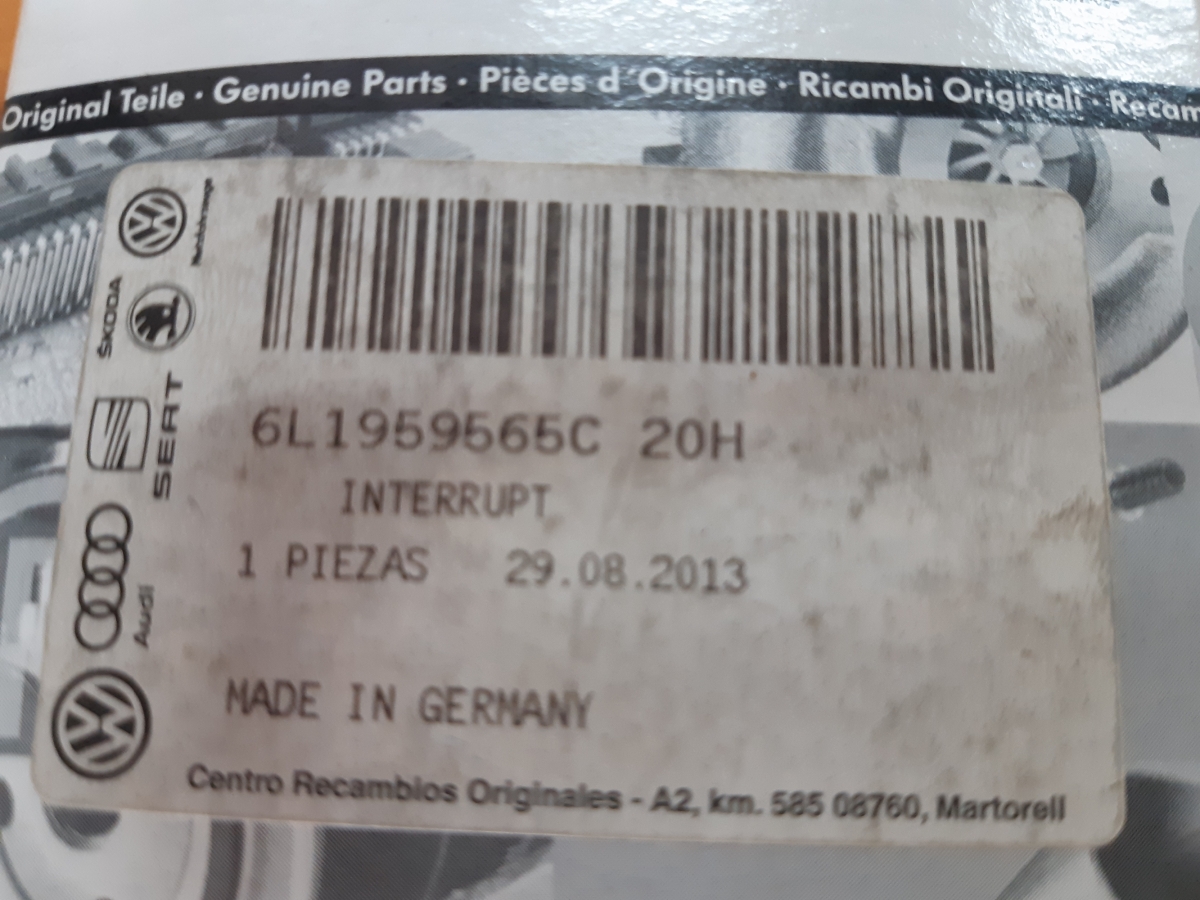 Original Teile · Genuine Parts · Pièces d´Origine · Ricambi Originali · Recam
ŠKODA
SEAT
Audi
6L1959565C 20H
INTERRUPT
1 PIEZAS 29.08.2013
MADE IN GERMANY
Centro Recambios Originales - A2, km. 585 08760, Martorell